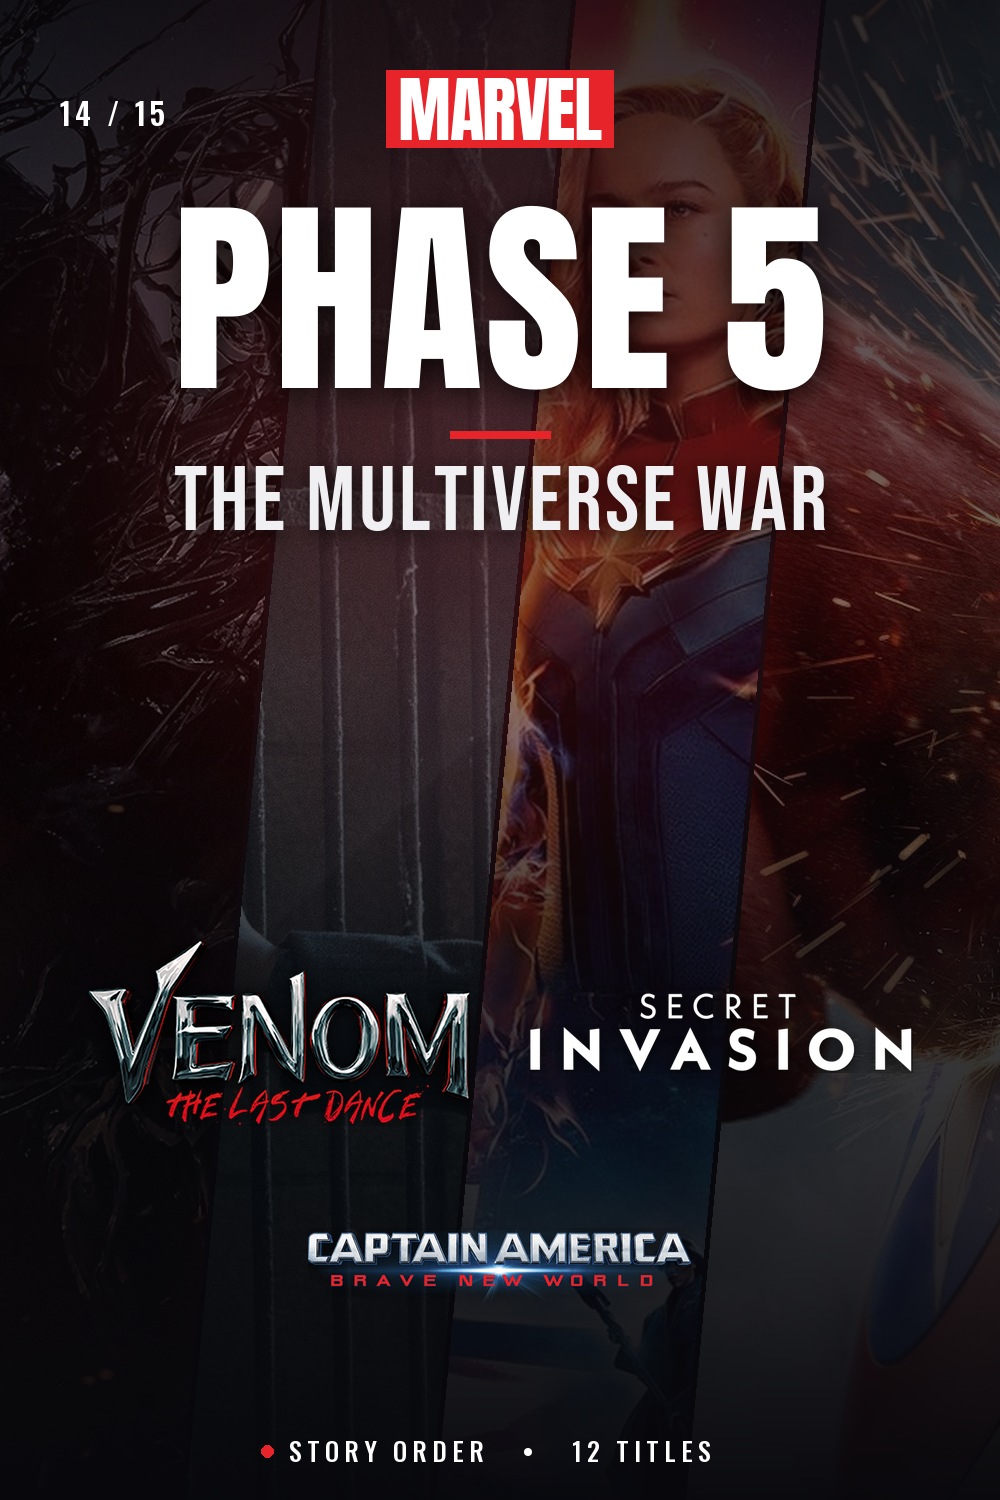 14 / 15
MARVEL
PHASE 5
THE MULTIVERSE WAR
VENOM
THE LAST DANCE
SECRET
INVASION
CAPTAIN AMERICA
BRAVE NEW WORLD
STORY ORDER • 12 TITLES